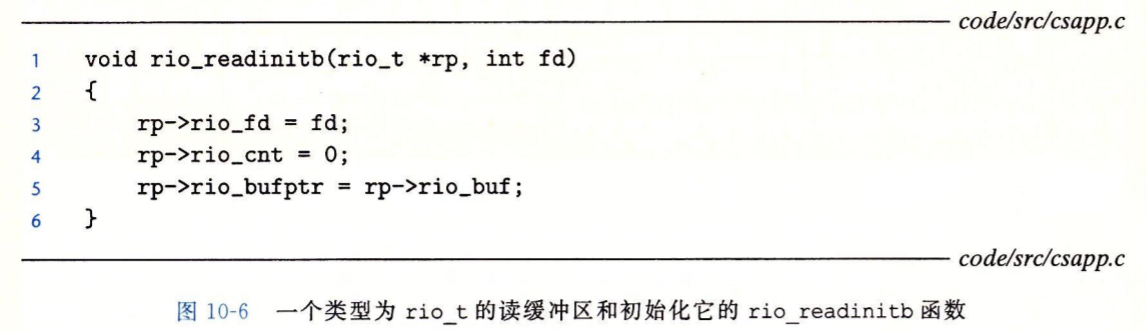 code/src/csapp.c
1 void rio_readinitb(rio_t *rp, int fd)
2 {
3     rp->rio_fd = fd;
4     rp->rio_cnt = 0;
5     rp->rio_bufptr = rp->rio_buf;
6 }
code/src/csapp.c
图 10-6 一个类型为 rio_t 的读缓冲区和初始化它的 rio_readinitb 函数